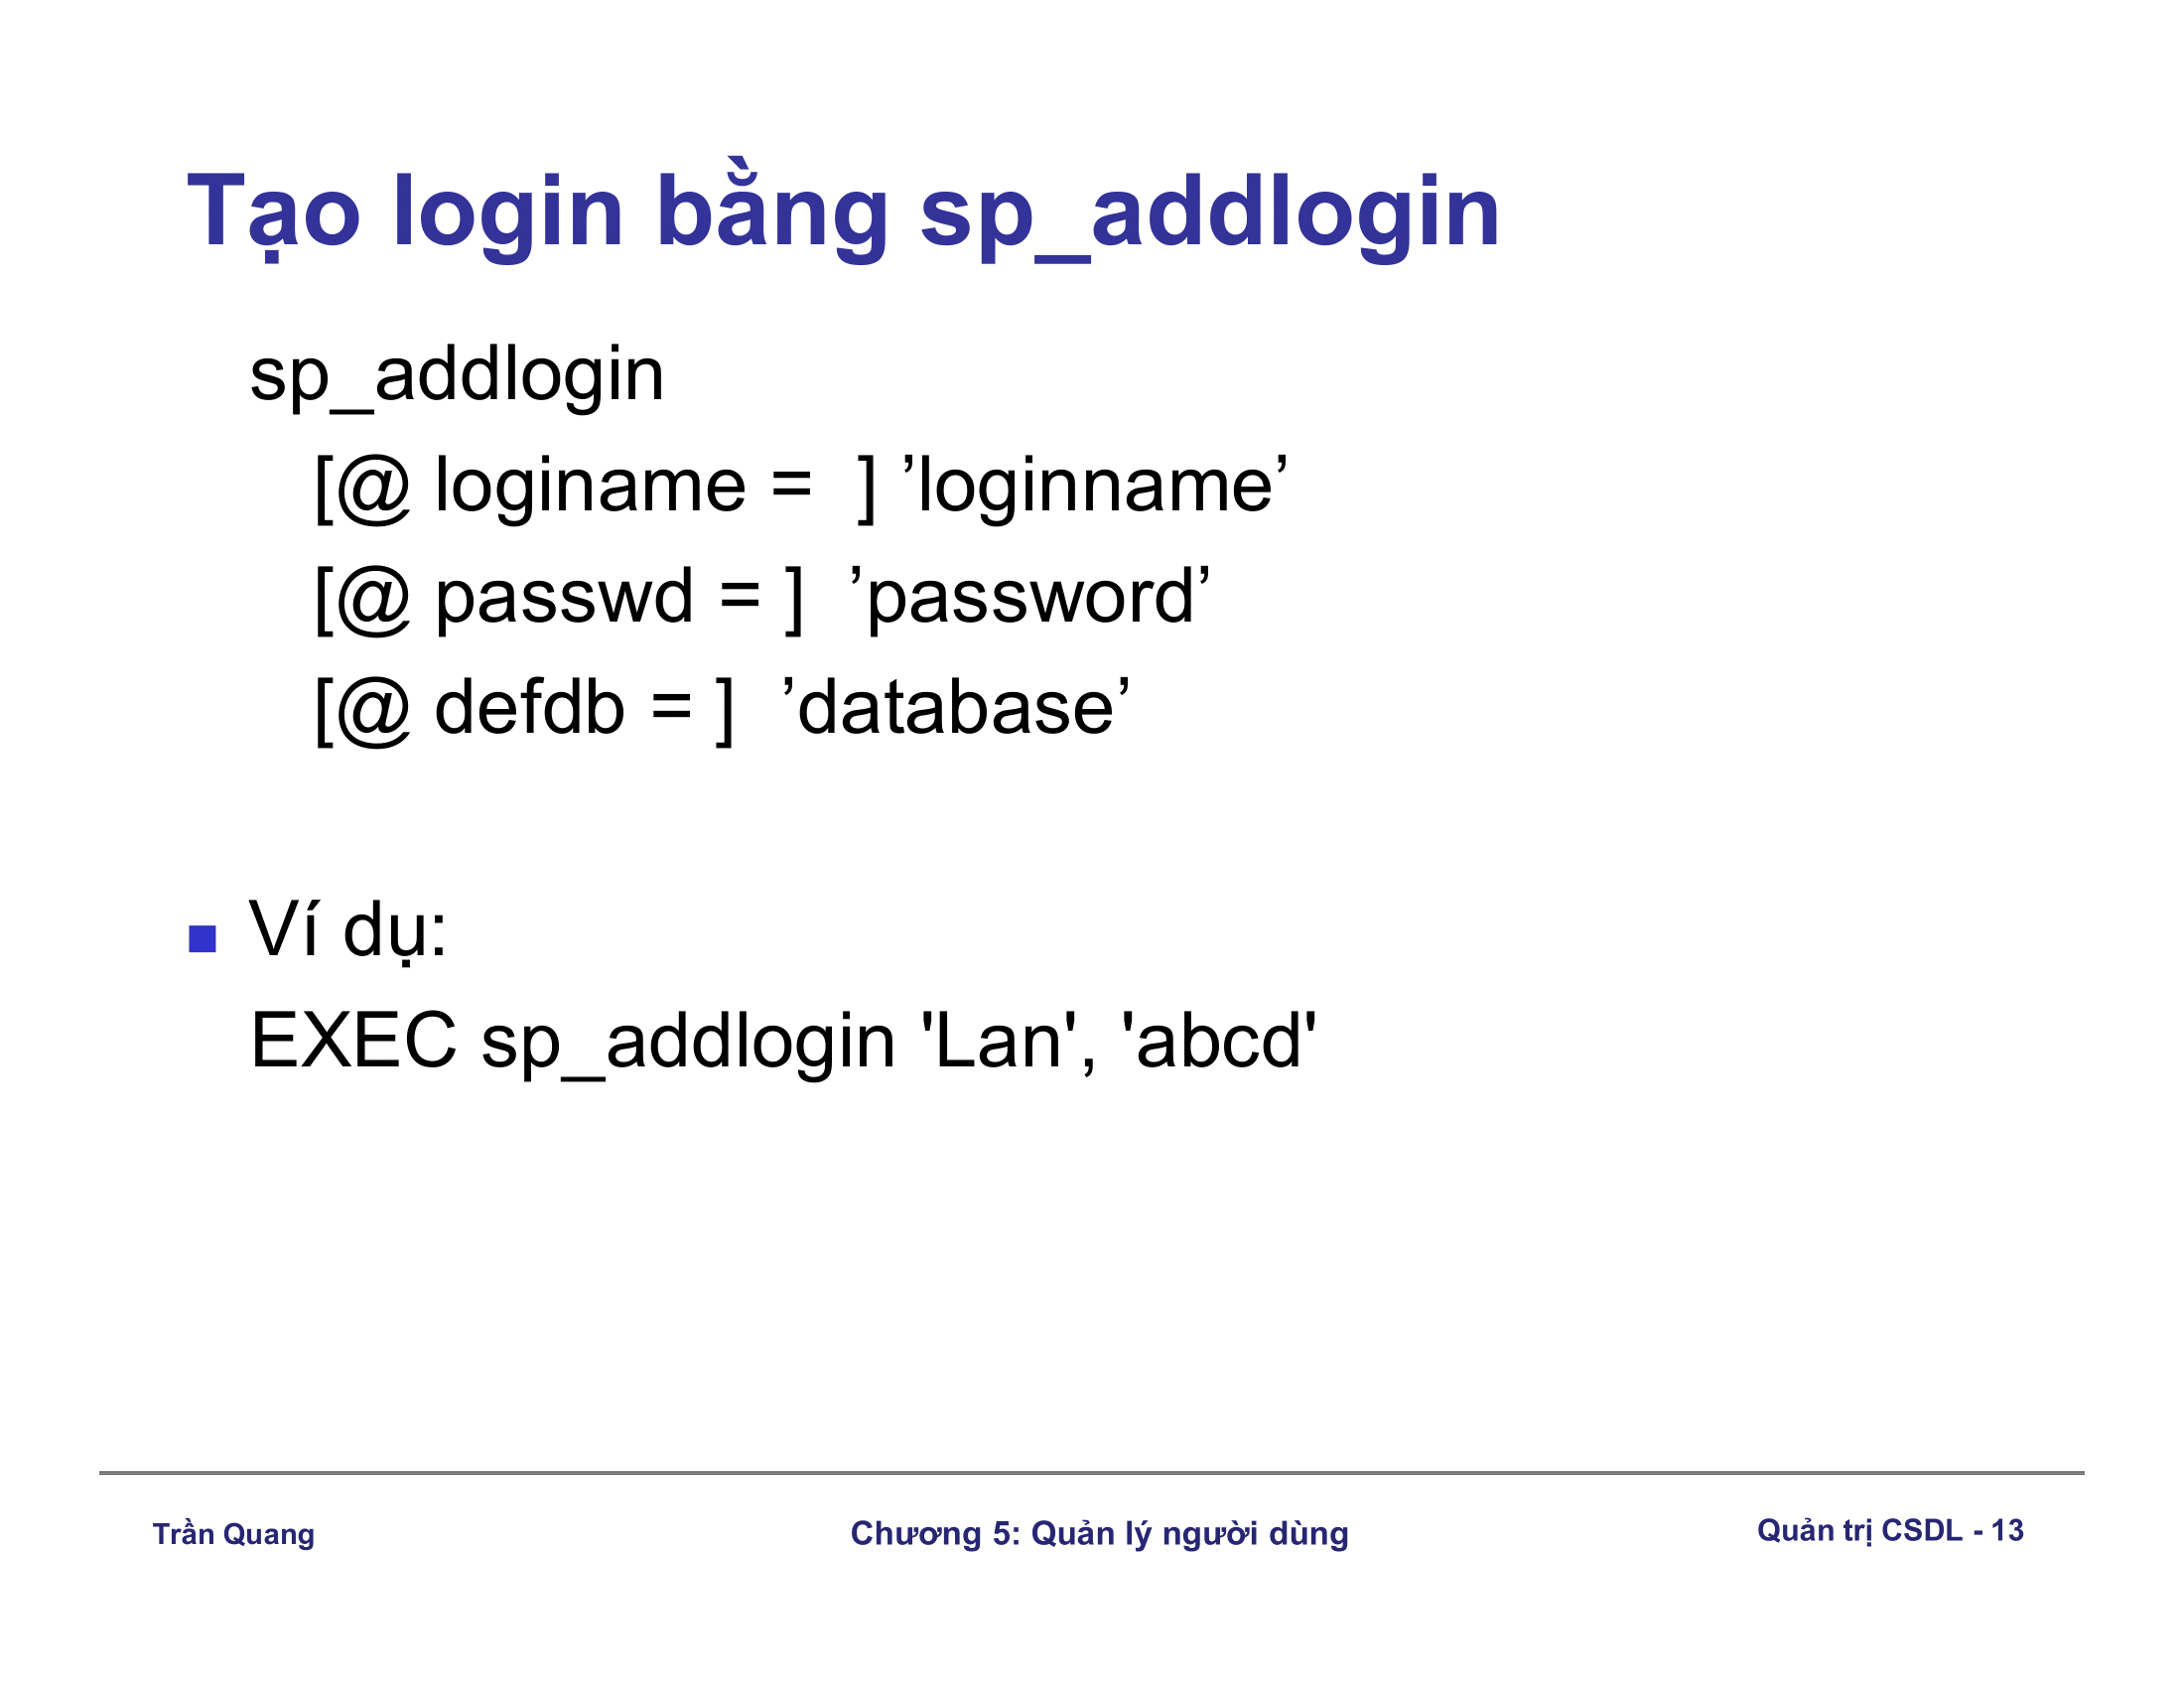 Tạo login bằng sp_addlogin
sp_addlogin
[@ loginame =  ] ’loginname’
[@ passwd = ]  ’password’
[@ defdb = ]  ’database’
Ví dụ:
EXEC sp_addlogin 'Lan', 'abcd'
Trần Quang
Chương 5: Quản lý người dùng
Quản trị CSDL - 13